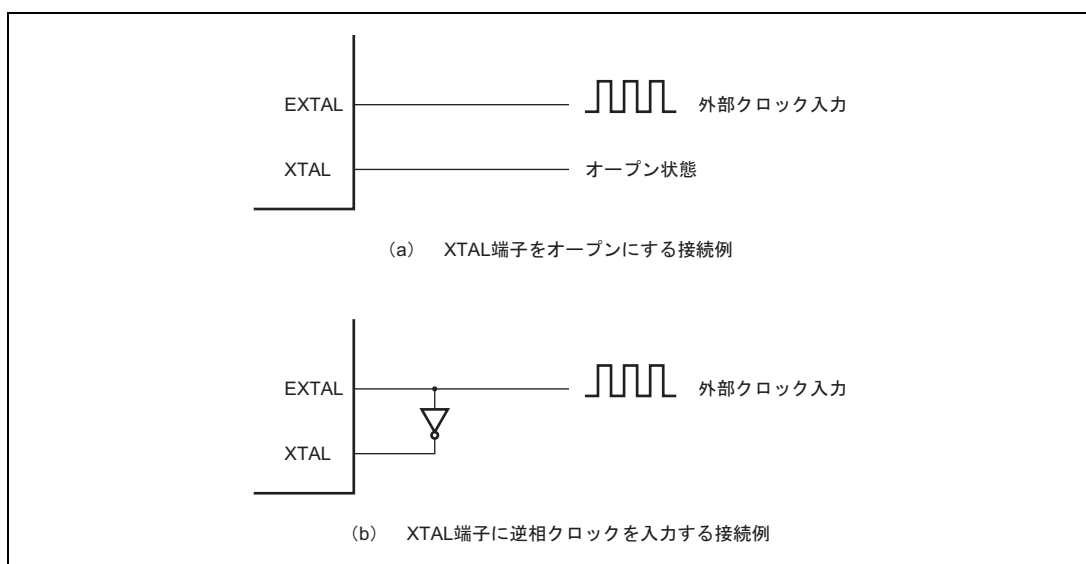 EXTAL 外部クロック入力
XTAL オープン状態
（a） XTAL端子をオープンにする接続例
EXTAL 外部クロック入力
XTAL
（b） XTAL端子に逆相クロックを入力する接続例